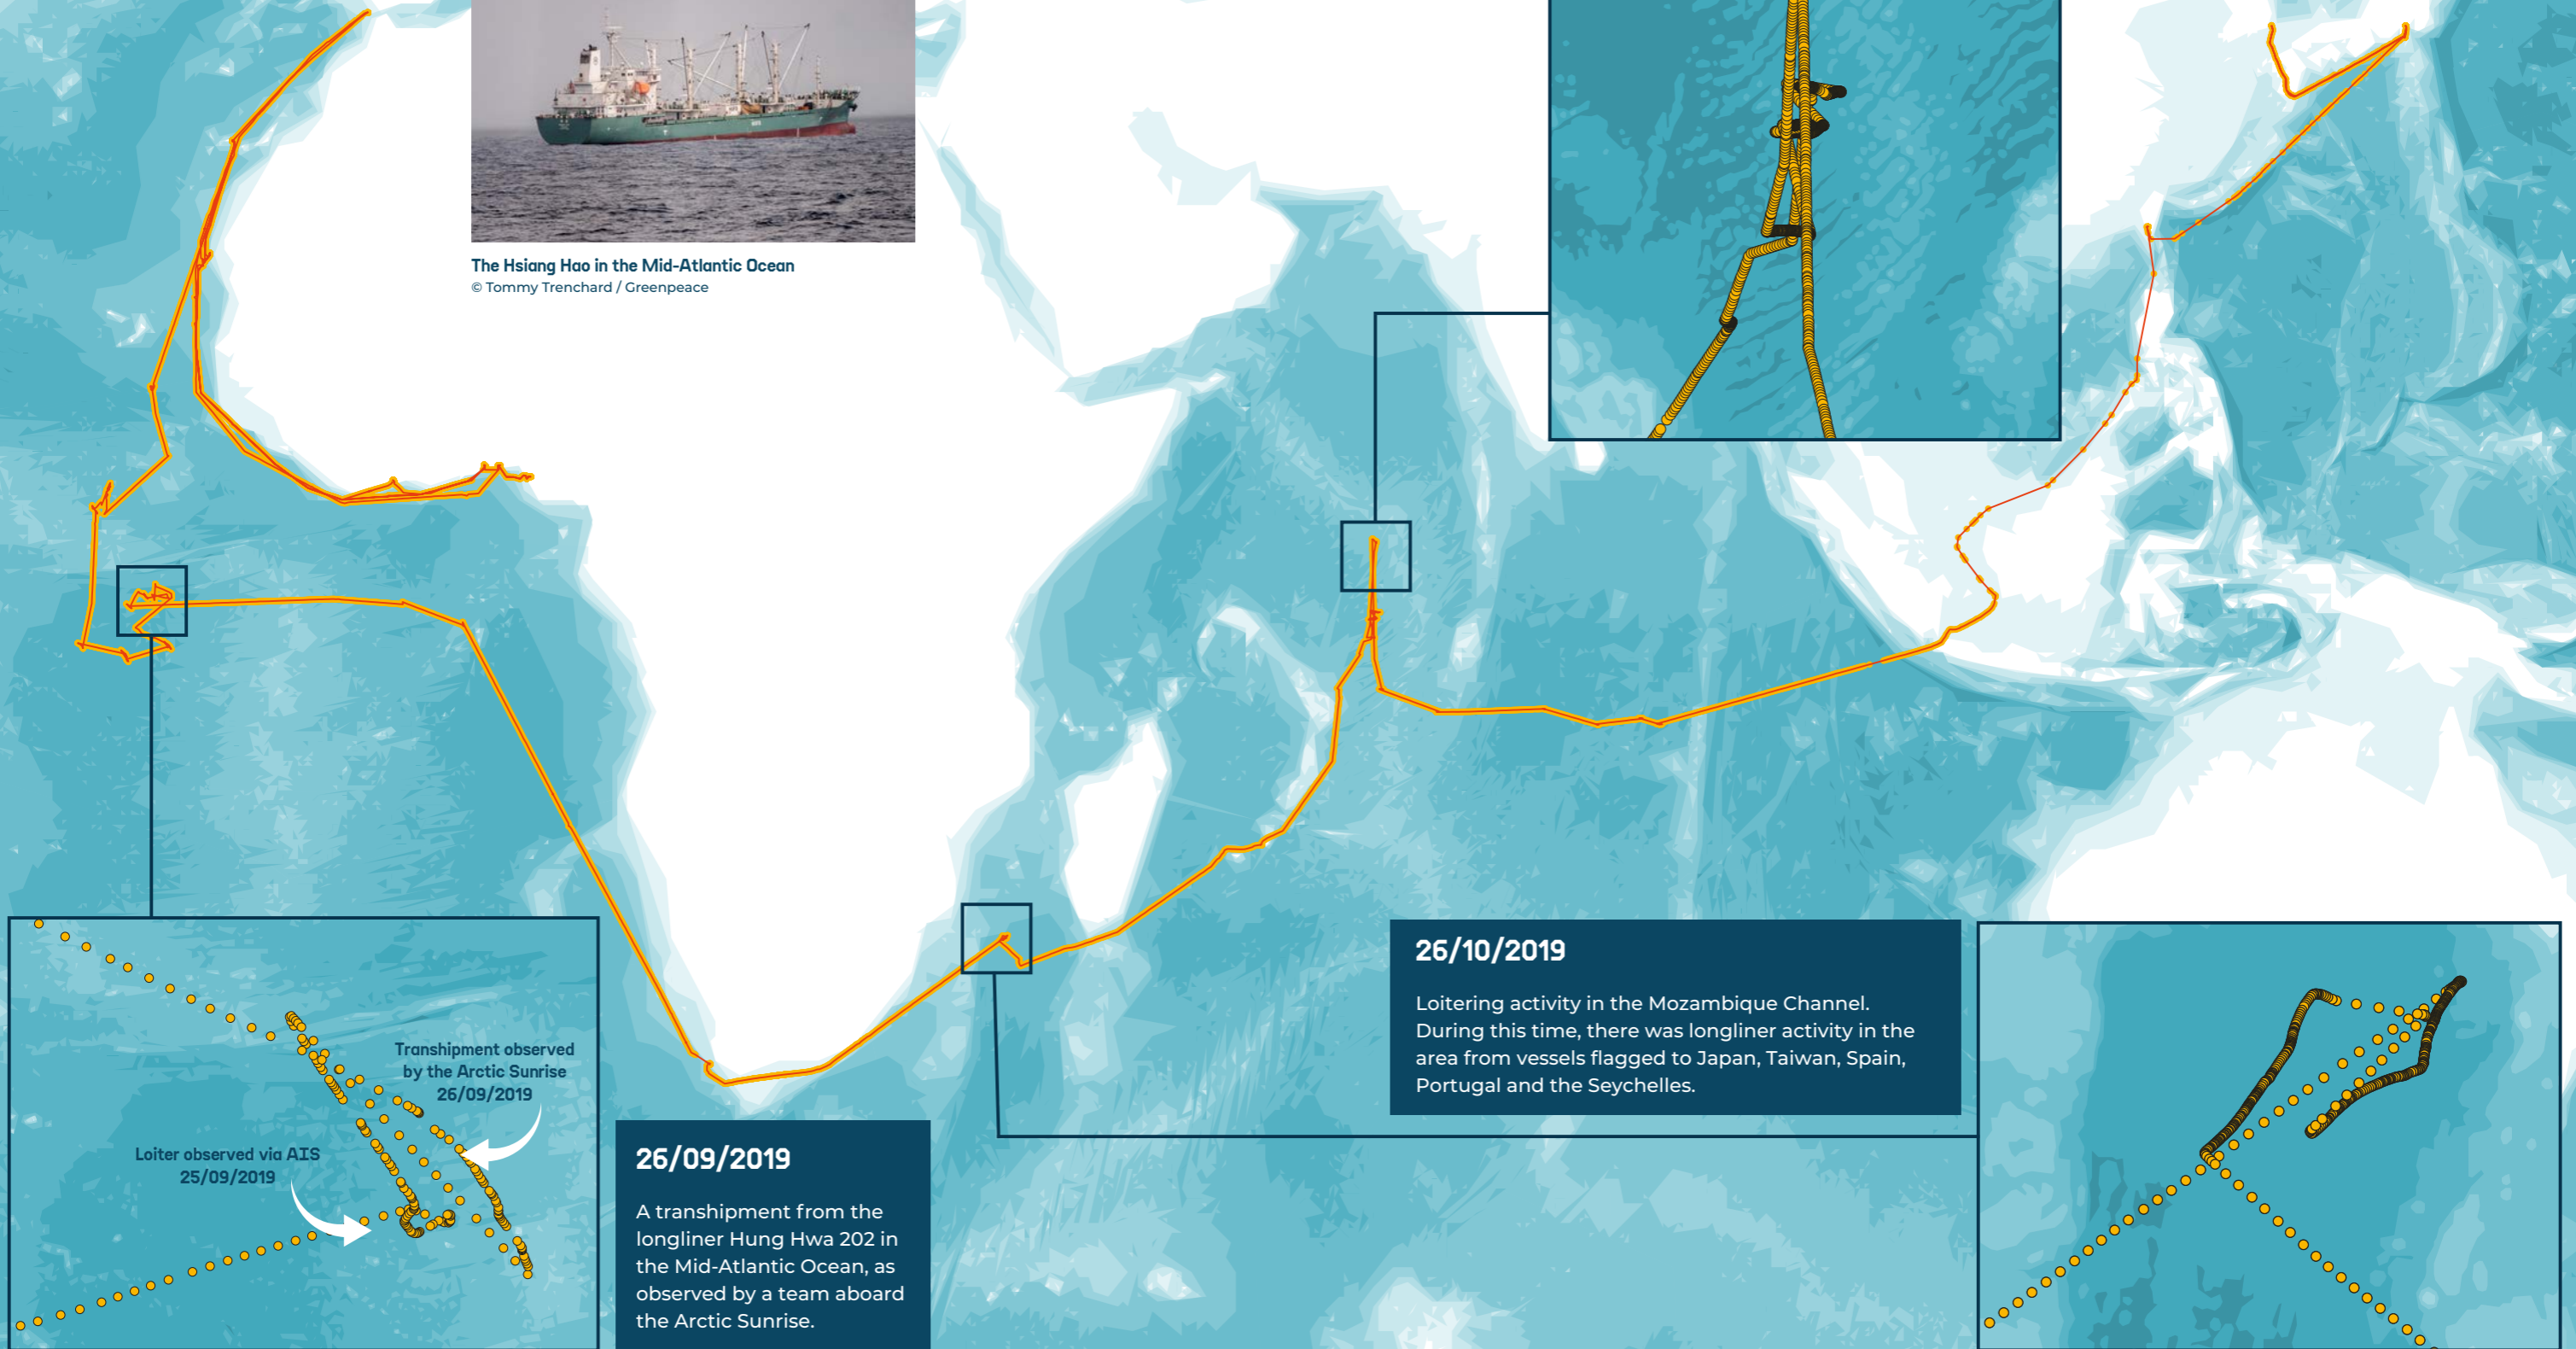 The Hsiang Hao in the Mid-Atlantic Ocean
© Tommy Trenchard / Greenpeace
Transhipment observed
by the Arctic Sunrise
26/09/2019
Loiter observed via AIS
25/09/2019
26/09/2019
A transhipment from the
longliner Hung Hwa 202 in
the Mid-Atlantic Ocean, as
observed by a team aboard
the Arctic Sunrise.
26/10/2019
Loitering activity in the Mozambique Channel.
During this time, there was longliner activity in the
area from vessels flagged to Japan, Taiwan, Spain,
Portugal and the Seychelles.